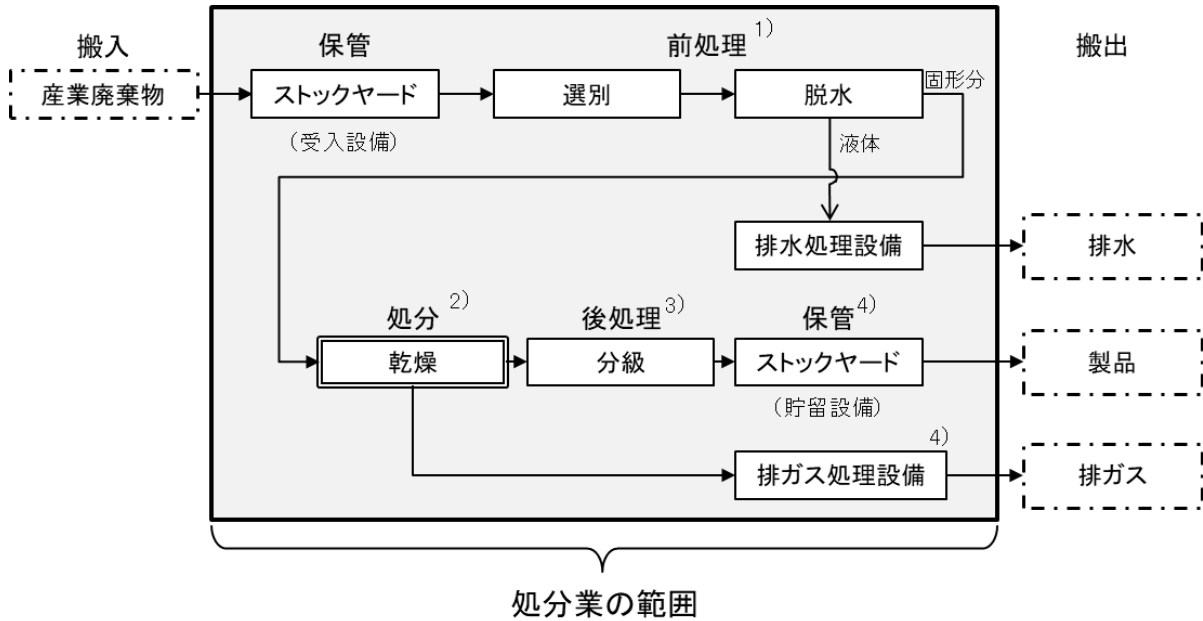 搬入
保管
前処理1)
搬出
産業廃棄物
ストックヤード
選別
脱水
固形分
(受入設備)
液体
排水処理設備
排水
処分2)
後処理3)
保管4)
乾燥
分級
ストックヤード
製品
(貯留設備)
4)
排ガス処理設備
排ガス
処分業の範囲